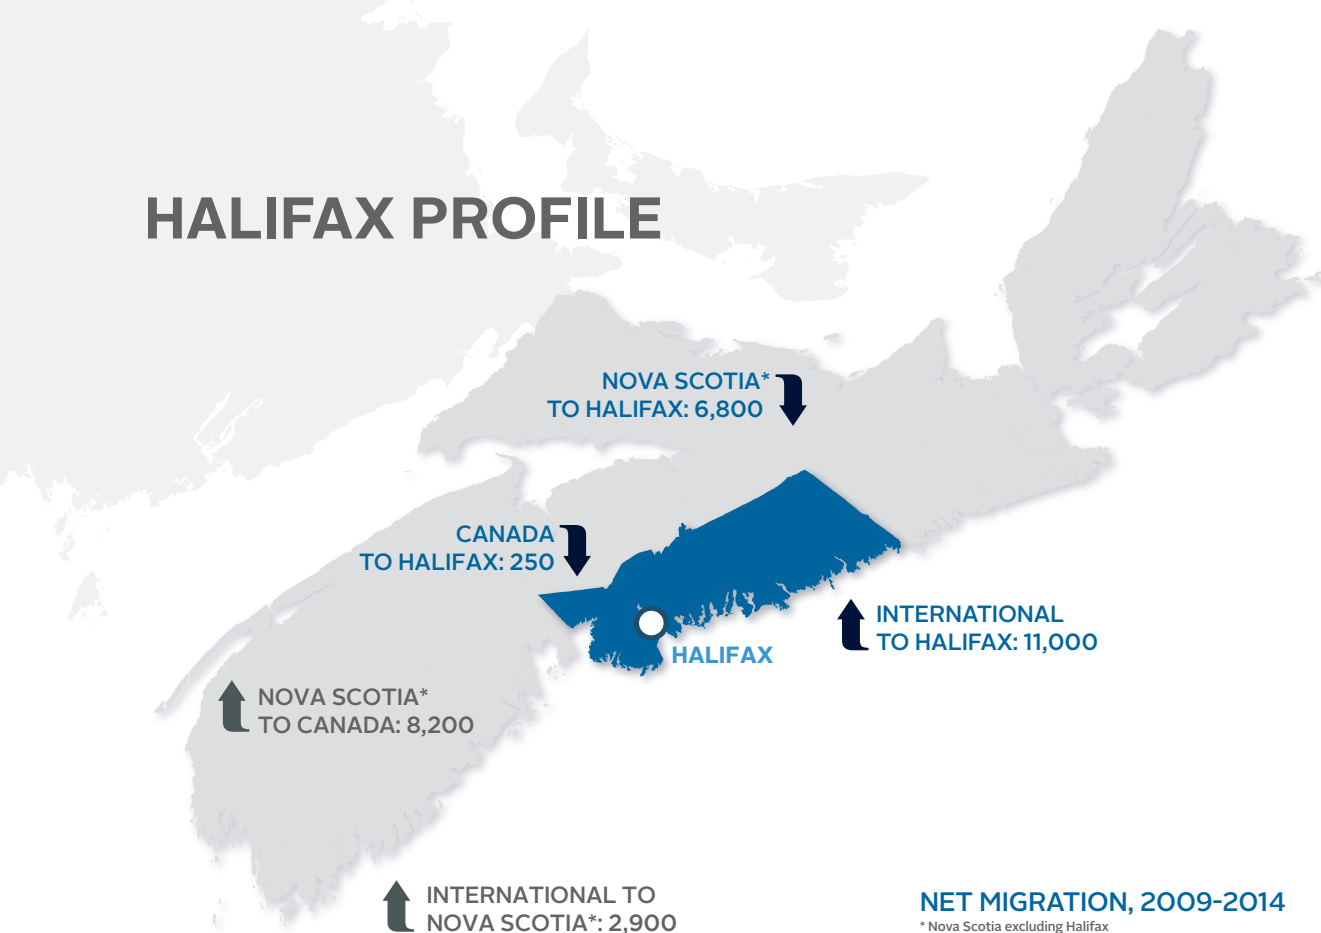 HALIFAX PROFILE
NOVA SCOTIA*
TO HALIFAX: 6,800
CANADA
TO HALIFAX: 250
INTERNATIONAL
TO HALIFAX: 11,000
HALIFAX
NOVA SCOTIA*
TO CANADA: 8,200
INTERNATIONAL TO
NOVA SCOTIA*: 2,900
NET MIGRATION, 2009-2014
* Nova Scotia excluding Halifax